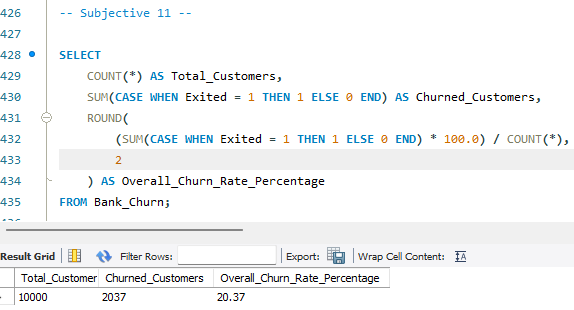 426 -- Subjective 11 --
427
428 SELECT
429 COUNT(*) AS Total_Customers,
430 SUM(CASE WHEN Exited = 1 THEN 1 ELSE 0 END) AS Churned_Customers,
431 ROUND(
432 (SUM(CASE WHEN Exited = 1 THEN 1 ELSE 0 END) * 100.0) / COUNT(*),
433 2
434 ) AS Overall_Churn_Rate_Percentage
435 FROM Bank_Churn;
Result Grid Filter Rows: Export: Wrap Cell Content: IA
Total_Customer Churned_Customers Overall_Churn_Rate_Percentage
10000 2037 20.37